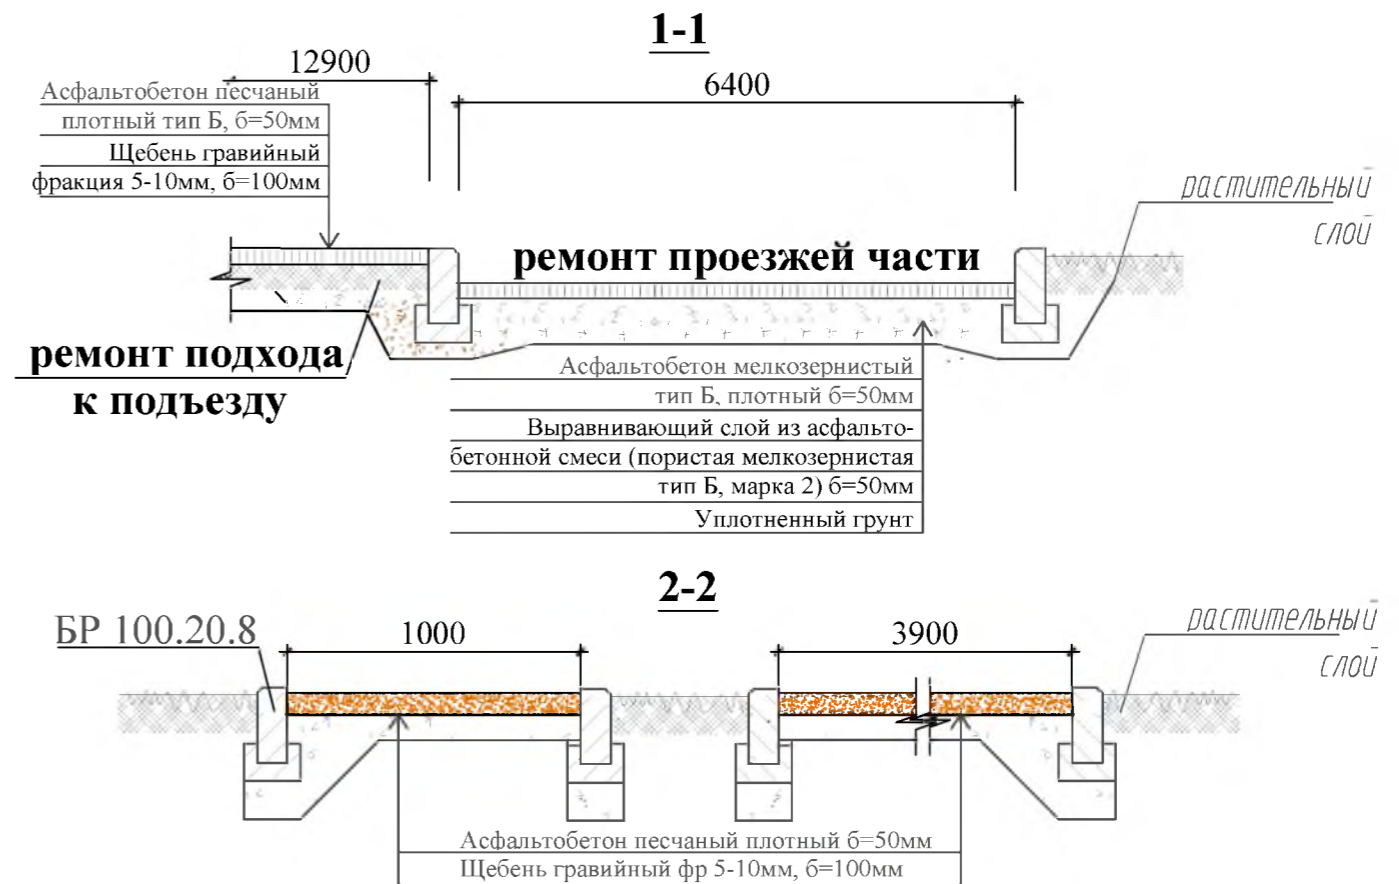 1-1
12900
6400
Асфальтобетон песчаный
плотный тип Б, б=50мм
Щебень гравийный
фракция 5-10мм, б=100мм
растительный
слой
ремонт проезжей части
ремонт подхода
к подъезду
Асфальтобетон мелкозернистый
тип Б, плотный б=50мм
Выравнивающий слой из асфальто-
бетонной смеси (пористая мелкозернистая
тип Б, марка 2) б=50мм
Уплотненный грунт
2-2
БР 100.20.8
1000
3900
растительный
слой
Асфальтобетон песчаный плотный б=50мм
Щебень гравийный фр 5-10мм, б=100мм